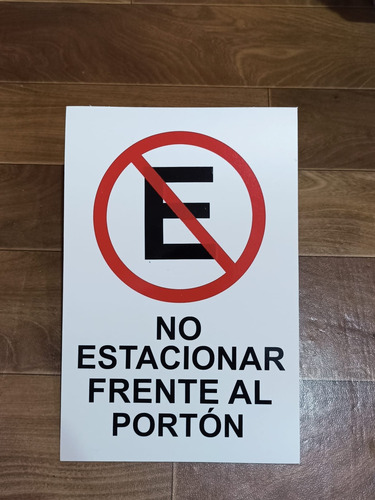 E
NO
ESTACIONAR
FRENTE AL
PORTÓN